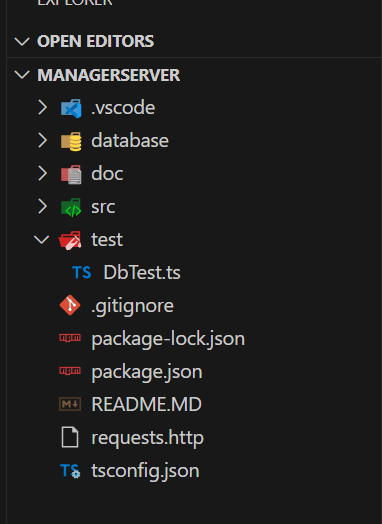 EXPLORER
OPEN EDITORS
MANAGERSERVER
.vscode
database
doc
src
test
TS DbTest.ts
.gitignore
package-lock.json
package.json
README.MD
requests.http
TS tsconfig.json